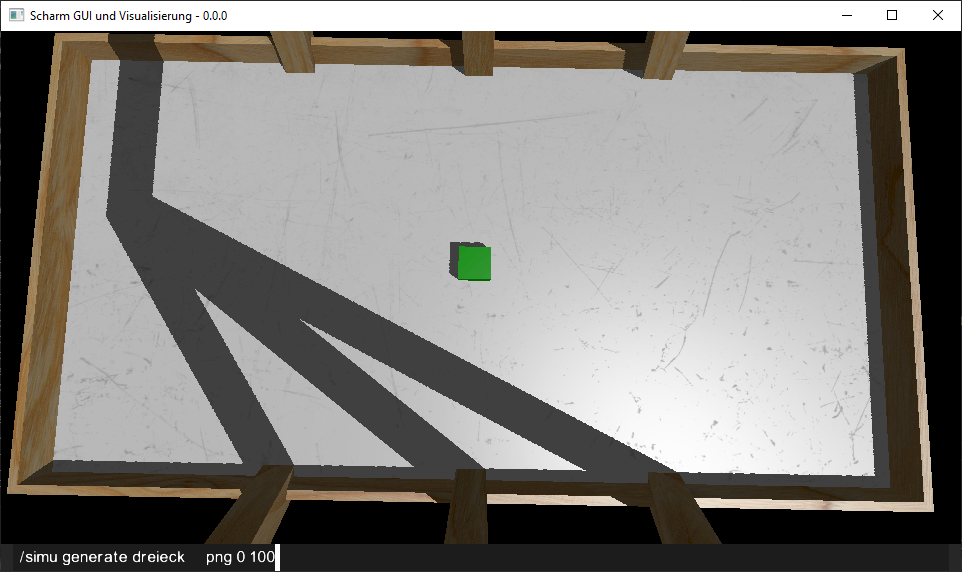 Scharm GUI und Visualisierung - 0.0.0
/simu generate dreieck     png 0 100